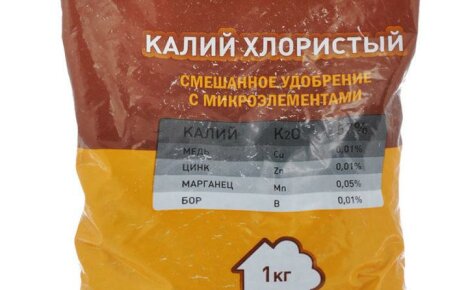 КАЛИЙ ХЛОРИСТЫЙ
СМЕШАННОЕ УДОБРЕНИЕ
С МИКРОЭЛЕМЕНТАМИ
КАЛИЙ K2O
МЕДЬ Cu 0,01%
ЦИНК Zn 0,01%
МАРГАНЕЦ Mn 0,05%
БОР B 0,01%
1кг